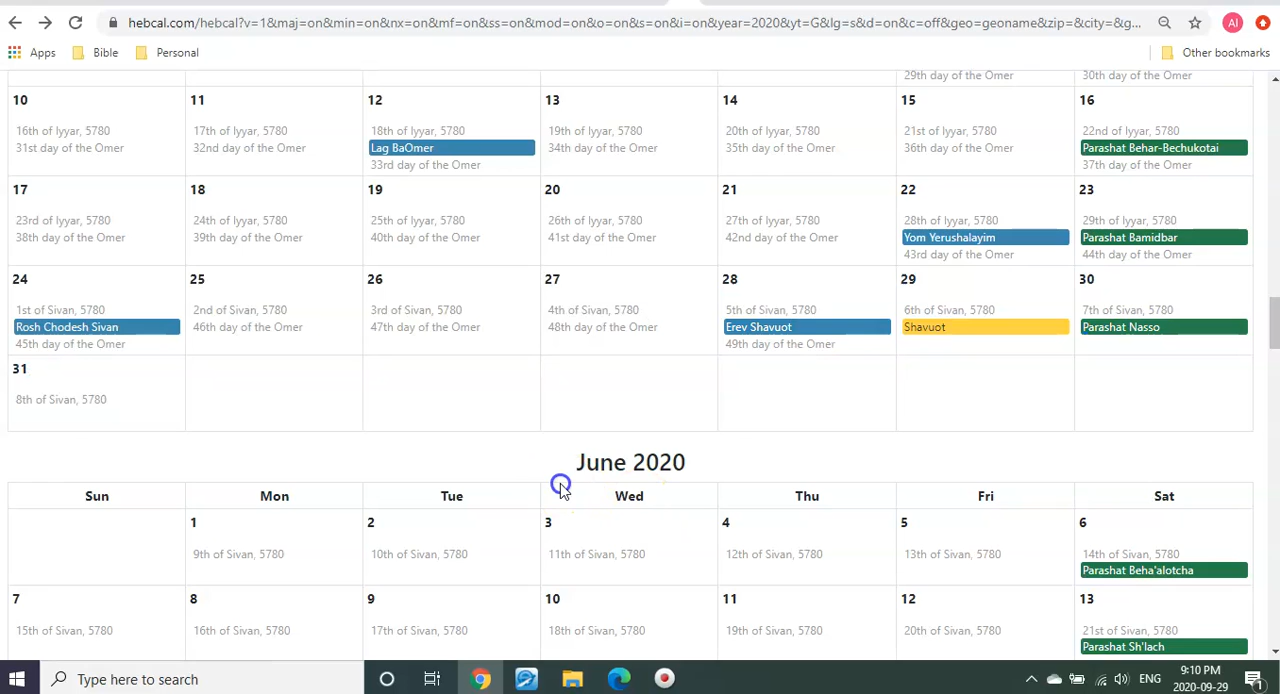 hebcal.com/hebcal?v=1&maj=on&min=on&nx=on&mf=on&ss=on&mod=on&o=on&s=on&i=on&year=2020&yt=G&lg=s&d=on&c=off&geo=geoname&zip=&city=&g...
AI
Apps Bible Personal Other bookmarks
29th day of the Omer 30th day of the Omer
10 11 12 13 14 15 16
16th of Iyyar, 5780 17th of Iyyar, 5780 18th of Iyyar, 5780 19th of Iyyar, 5780 20th of Iyyar, 5780 21st of Iyyar, 5780 22nd of Iyyar, 5780
31st day of the Omer 32nd day of the Omer Lag BaOmer 34th day of the Omer 35th day of the Omer 36th day of the Omer Parashat Behar-Bechukotai
33rd day of the Omer 37th day of the Omer
17 18 19 20 21 22 23
23rd of Iyyar, 5780 24th of Iyyar, 5780 25th of Iyyar, 5780 26th of Iyyar, 5780 27th of Iyyar, 5780 28th of Iyyar, 5780 29th of Iyyar, 5780
38th day of the Omer 39th day of the Omer 40th day of the Omer 41st day of the Omer 42nd day of the Omer Yom Yerushalayim Parashat Bamidbar
43rd day of the Omer 44th day of the Omer
24 25 26 27 28 29 30
1st of Sivan, 5780 2nd of Sivan, 5780 3rd of Sivan, 5780 4th of Sivan, 5780 5th of Sivan, 5780 6th of Sivan, 5780 7th of Sivan, 5780
Rosh Chodesh Sivan 46th day of the Omer 47th day of the Omer 48th day of the Omer Erev Shavuot Shavuot Parashat Nasso
45th day of the Omer 49th day of the Omer
31
8th of Sivan, 5780
June 2020
Sun Mon Tue Wed Thu Fri Sat
1 2 3 4 5 6
9th of Sivan, 5780 10th of Sivan, 5780 11th of Sivan, 5780 12th of Sivan, 5780 13th of Sivan, 5780 14th of Sivan, 5780
Parashat Beha'alotcha
7 8 9 10 11 12 13
15th of Sivan, 5780 16th of Sivan, 5780 17th of Sivan, 5780 18th of Sivan, 5780 19th of Sivan, 5780 20th of Sivan, 5780 21st of Sivan, 5780
Parashat Sh'lach
Type here to search
ENG
9:10 PM
2020-09-29
1